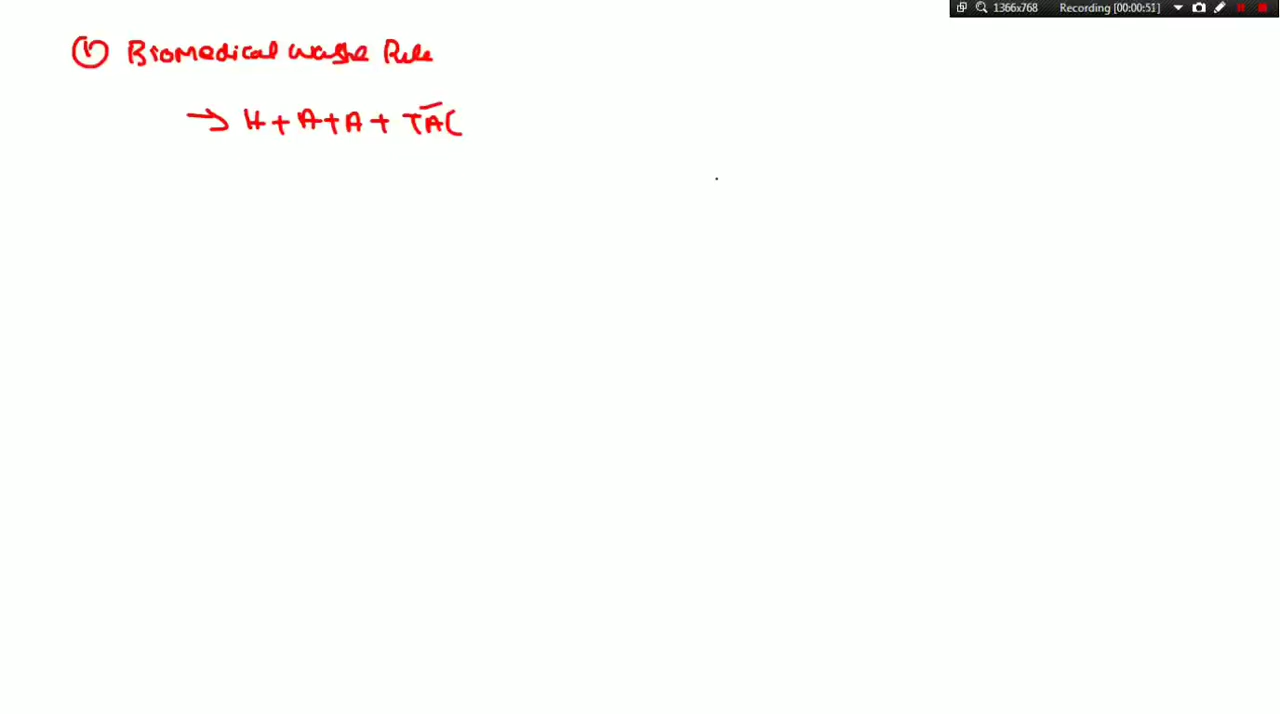 1366x768 Recording [00:00:51]
① Biomedical waste Rule
→ H + A + A + TAC